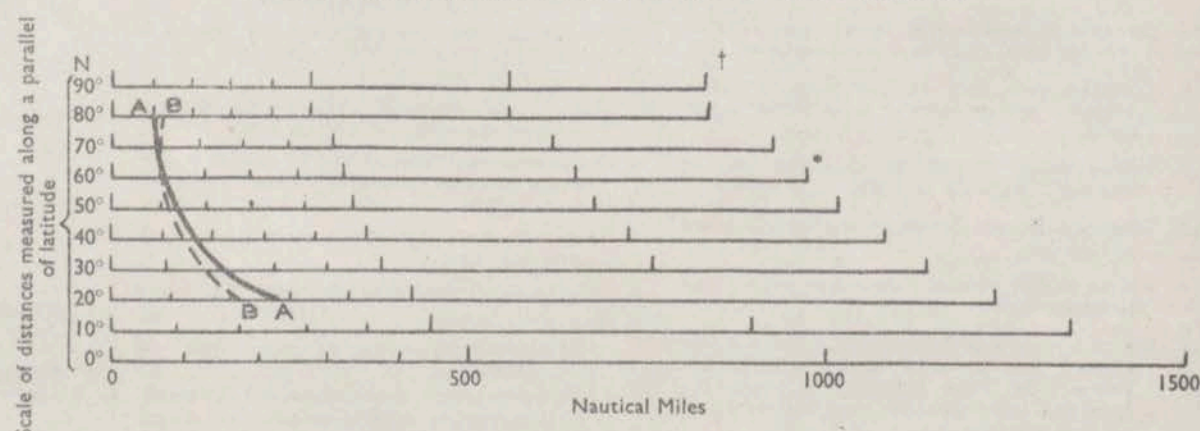 Scale of distances measured along a parallel
of latitude
N
†
90°
A B
80°
70°
*
60°
50°
40°
30°
20°
B A
10°
0°
0 500 1000 1500
Nautical Miles